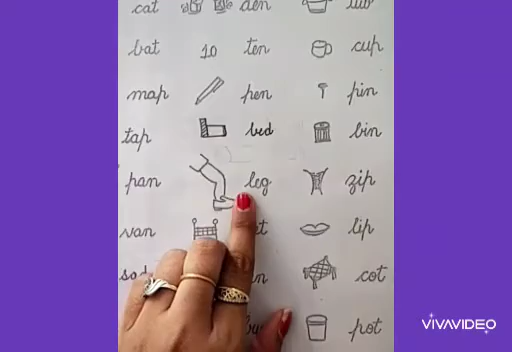 cat den tub
bat 10 ten cup
map pen pin
tap bed bin
pan leg zip
van lip
cot
pot
VIVAVIDEO